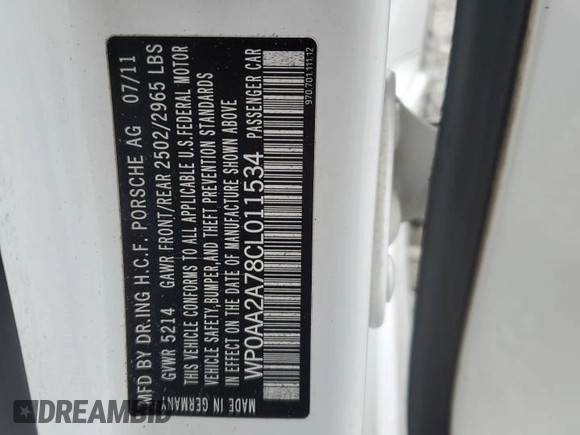 MFD BY DR.ING H.C.F. PORSCHE AG 07/11
GVWR 5214 GAWR FRONT/REAR 2502/2965 LBS
THIS VEHICLE CONFORMS TO ALL APPLICABLE U.S.FEDERAL MOTOR
VEHICLE SAFETY,BUMPER,AND THEFT PREVENTION STANDARDS
IN EFFECT ON THE DATE OF MANUFACTURE SHOWN ABOVE
WP0AA2A78CL011534 PASSENGER CAR
MADE IN GERMANY
970.701.111.12
DREAMBID